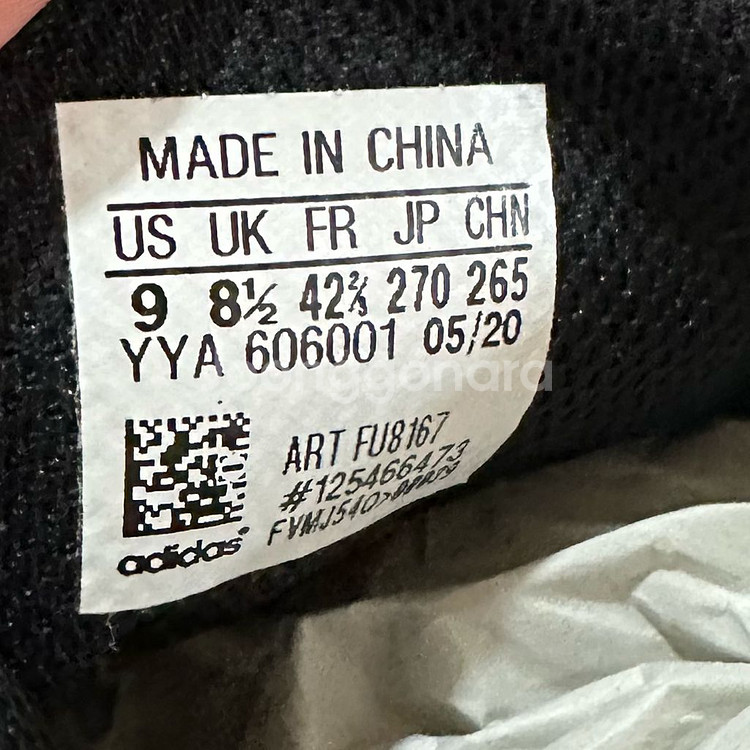 MADE IN CHINA
US UK FR JP CHN
9 8½ 42⅔ 270 265
YYA 606001 05/20
ART FU8167
#125466473
adidas